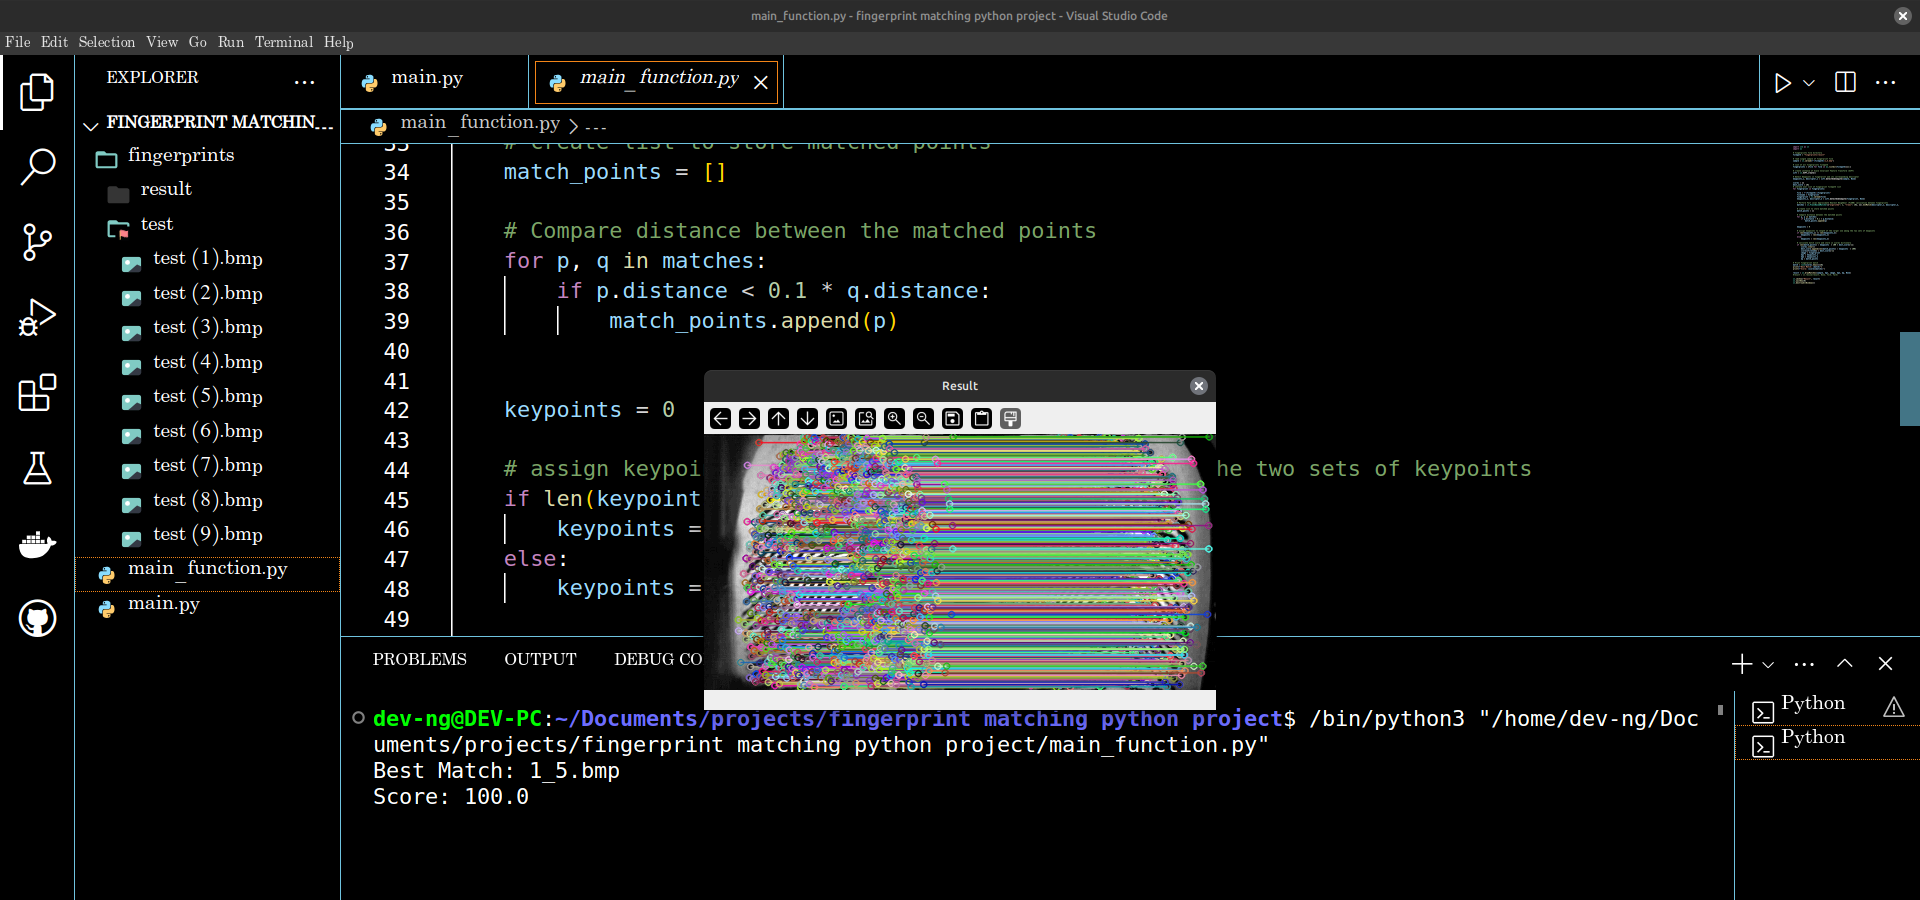 main_function.py - fingerprint matching python project - Visual Studio Code
File Edit Selection View Go Run Terminal Help
EXPLORER
FINGERPRINT MATCHIN...
fingerprints
result
test
test (1).bmp
test (2).bmp
test (3).bmp
test (4).bmp
test (5).bmp
test (6).bmp
test (7).bmp
test (8).bmp
test (9).bmp
main_function.py
main.py
main.py
main_function.py
main_function.py > ...
33 # Create list to store matched points
34 match_points = []
35
36 # Compare distance between the matched points
37 for p, q in matches:
38 if p.distance < 0.1 * q.distance:
39 match_points.append(p)
40
41
42 keypoints = 0
43
44 # assign keypoi he two sets of keypoints
45 if len(keypoint
46 keypoints =
47 else:
48 keypoints =
49
Result
PROBLEMS OUTPUT DEBUG CO
dev-ng@DEV-PC:~/Documents/projects/fingerprint matching python project$ /bin/python3 "/home/dev-ng/Doc
uments/projects/fingerprint matching python project/main_function.py"
Best Match: 1_5.bmp
Score: 100.0
Python
Python